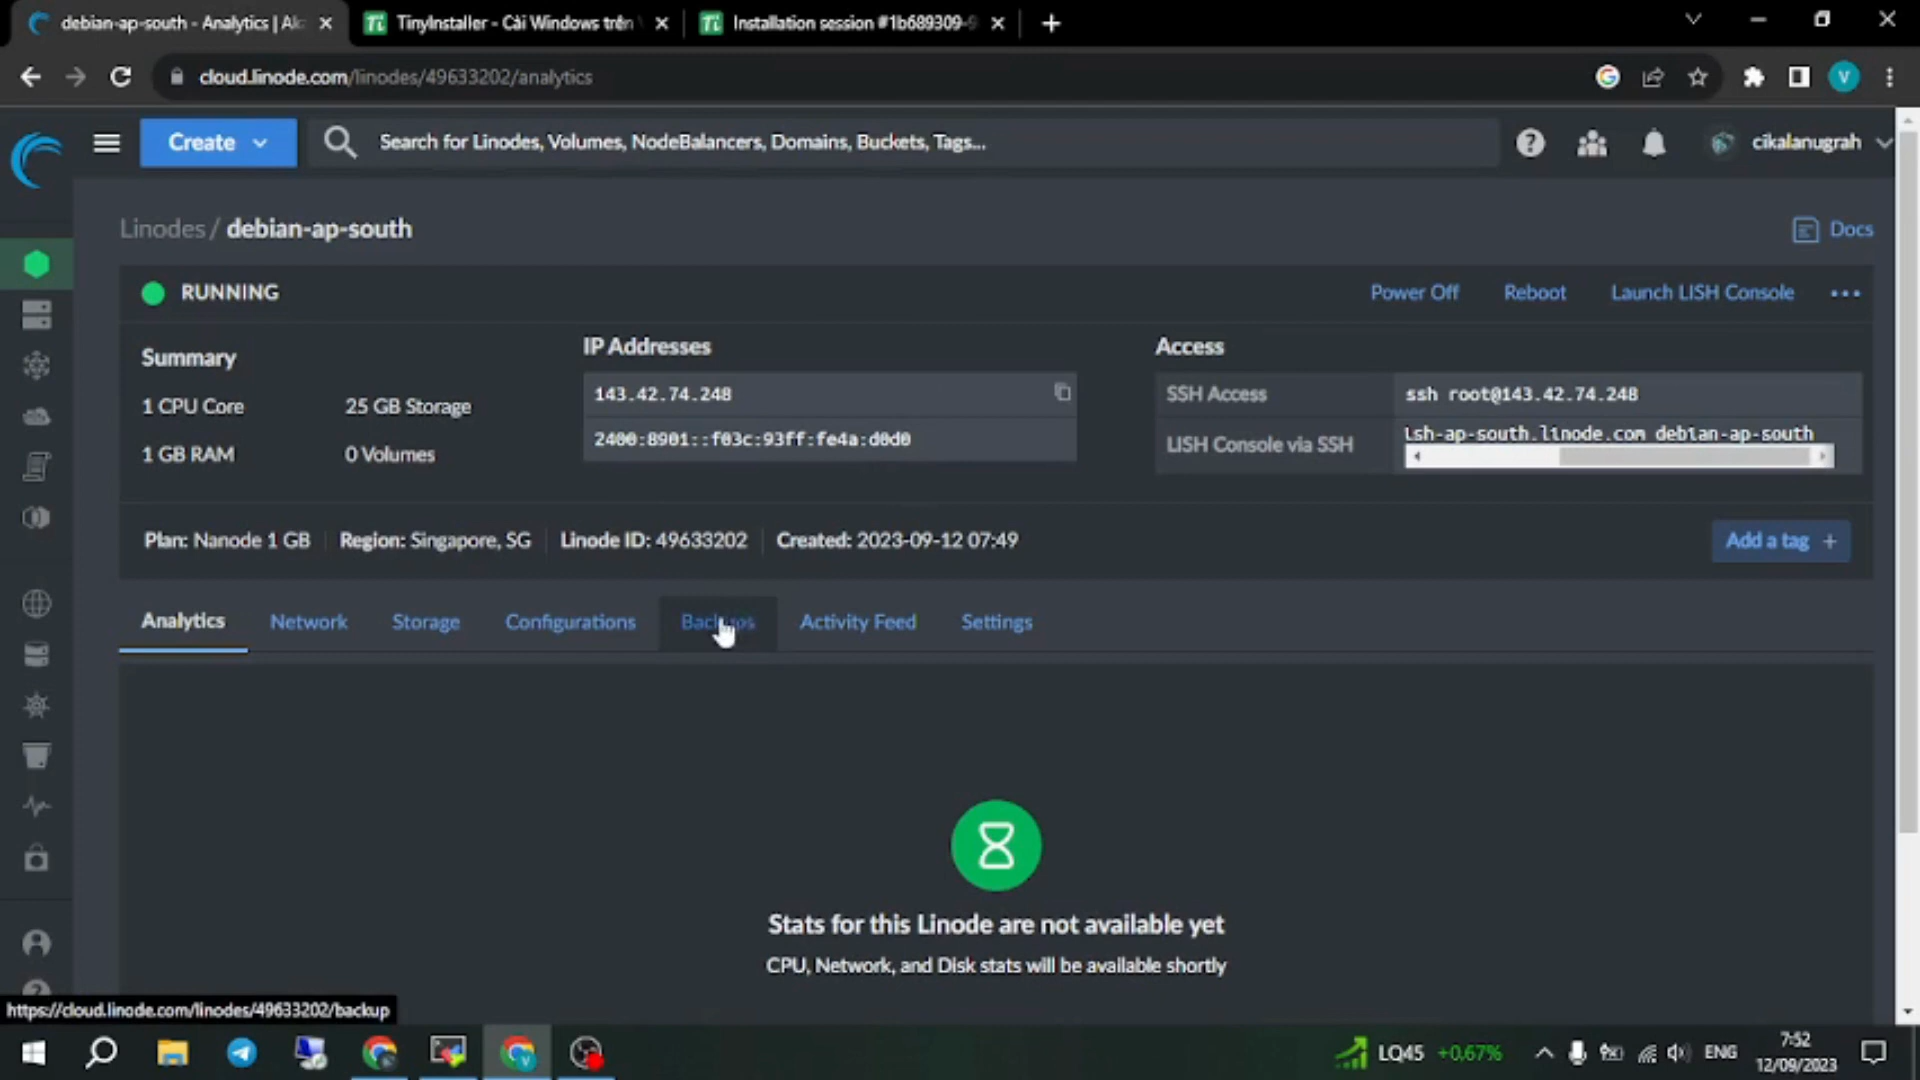 debian-ap-south - Analytics | Ak
TinyInstaller - Cài Windows trên
Installation session #1b689309-9
cloud.linode.com/linodes/49633202/analytics
V
Create
Search for Linodes, Volumes, NodeBalancers, Domains, Buckets, Tags...
cikalanugrah
Linodes / debian-ap-south
Docs
RUNNING
Power Off
Reboot
Launch LISH Console
Summary
1 CPU Core
25 GB Storage
1 GB RAM
0 Volumes
IP Addresses
143.42.74.248
2400:8901::f03c:93ff:fe4a:d0d0
Access
SSH Access
ssh root@143.42.74.248
LISH Console via SSH
lsh-ap-south.linode.com debian-ap-south
Plan: Nanode 1 GB
Region: Singapore, SG
Linode ID: 49633202
Created: 2023-09-12 07:49
Add a tag +
Analytics
Network
Storage
Configurations
Backups
Activity Feed
Settings
Stats for this Linode are not available yet
CPU, Network, and Disk stats will be available shortly
https://cloud.linode.com/linodes/49633202/backup
LQ45 +0,67%
ENG
7:52
12/09/2023